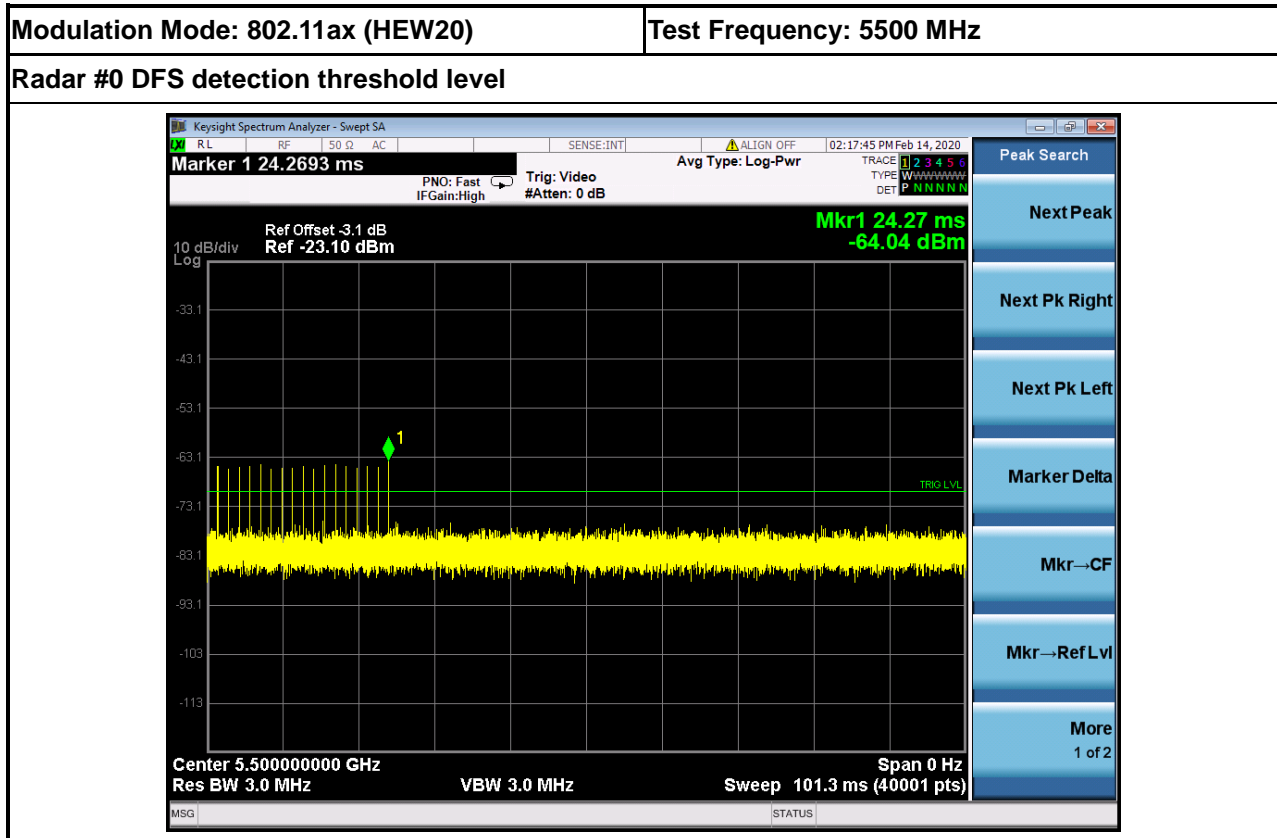 Modulation Mode: 802.11ax (HEW20) Test Frequency: 5500 MHz
Radar #0 DFS detection threshold level
Keysight Spectrum Analyzer - Swept SA
LXI RL RF 50 Ω AC SENSE:INT ALIGN OFF 02:17:45 PM Feb 14, 2020
Marker 1 24.2693 ms
PNO: Fast
IFGain:High
Trig: Video
#Atten: 0 dB
Avg Type: Log-Pwr
TRACE 1 2 3 4 5 6
TYPE WWWWWW
DET P N N N N N
Peak Search
Next Peak
Next Pk Right
Next Pk Left
Marker Delta
Mkr→CF
Mkr→Ref Lvl
More
1 of 2
Mkr1 24.27 ms
-64.04 dBm
Ref Offset -3.1 dB
10 dB/div Ref -23.10 dBm
Log
-33.1
-43.1
-53.1
1
-63.1
TRIG LVL
-73.1
-83.1
-93.1
-103
-113
Center 5.500000000 GHz Span 0 Hz
Res BW 3.0 MHz VBW 3.0 MHz Sweep 101.3 ms (40001 pts)
MSG STATUS